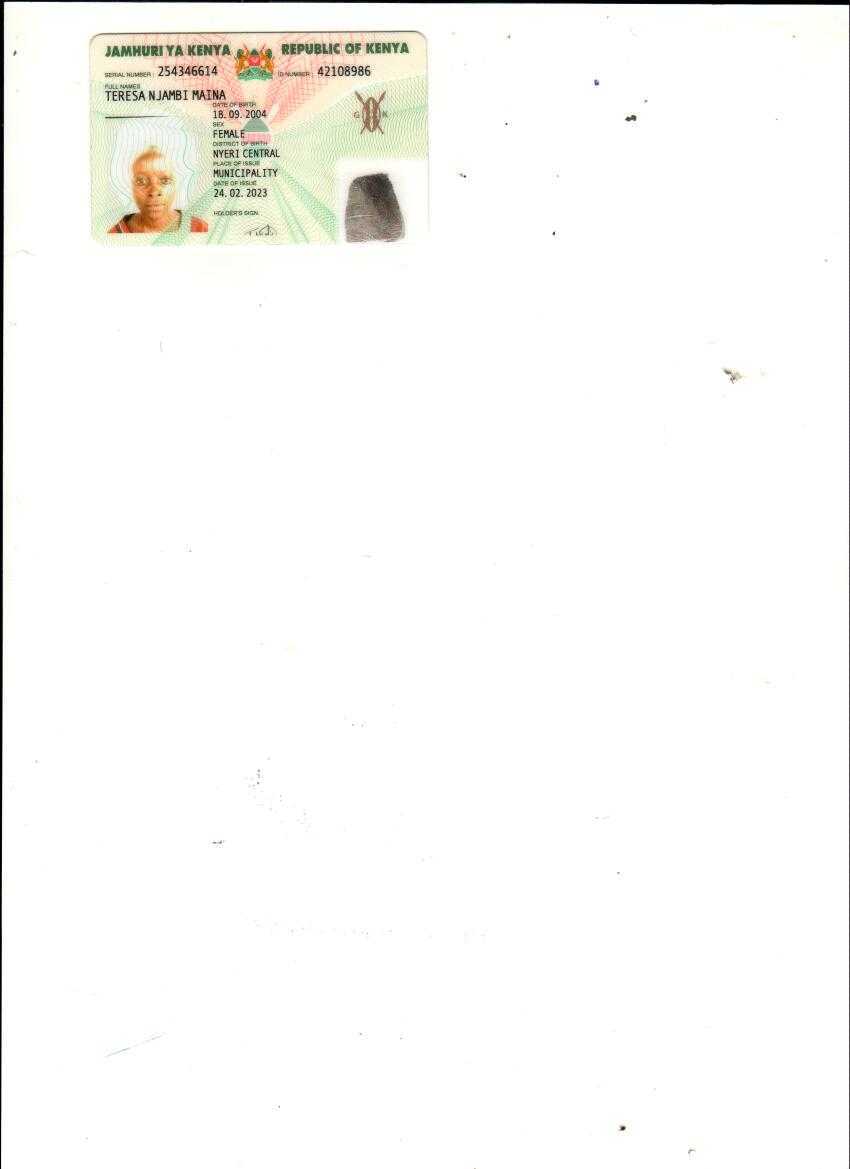 JAMHURI YA KENYA REPUBLIC OF KENYA
SERIAL NUMBER: 254346614 ID NUMBER: 42108986
FULL NAMES
TERESA NJAMBI MAINA
DATE OF BIRTH
18.09.2004
SEX
FEMALE
DISTRICT OF BIRTH
NYERI CENTRAL
PLACE OF ISSUE
MUNICIPALITY
DATE OF ISSUE
24.02.2023
HOLDER'S SIGN.
G K